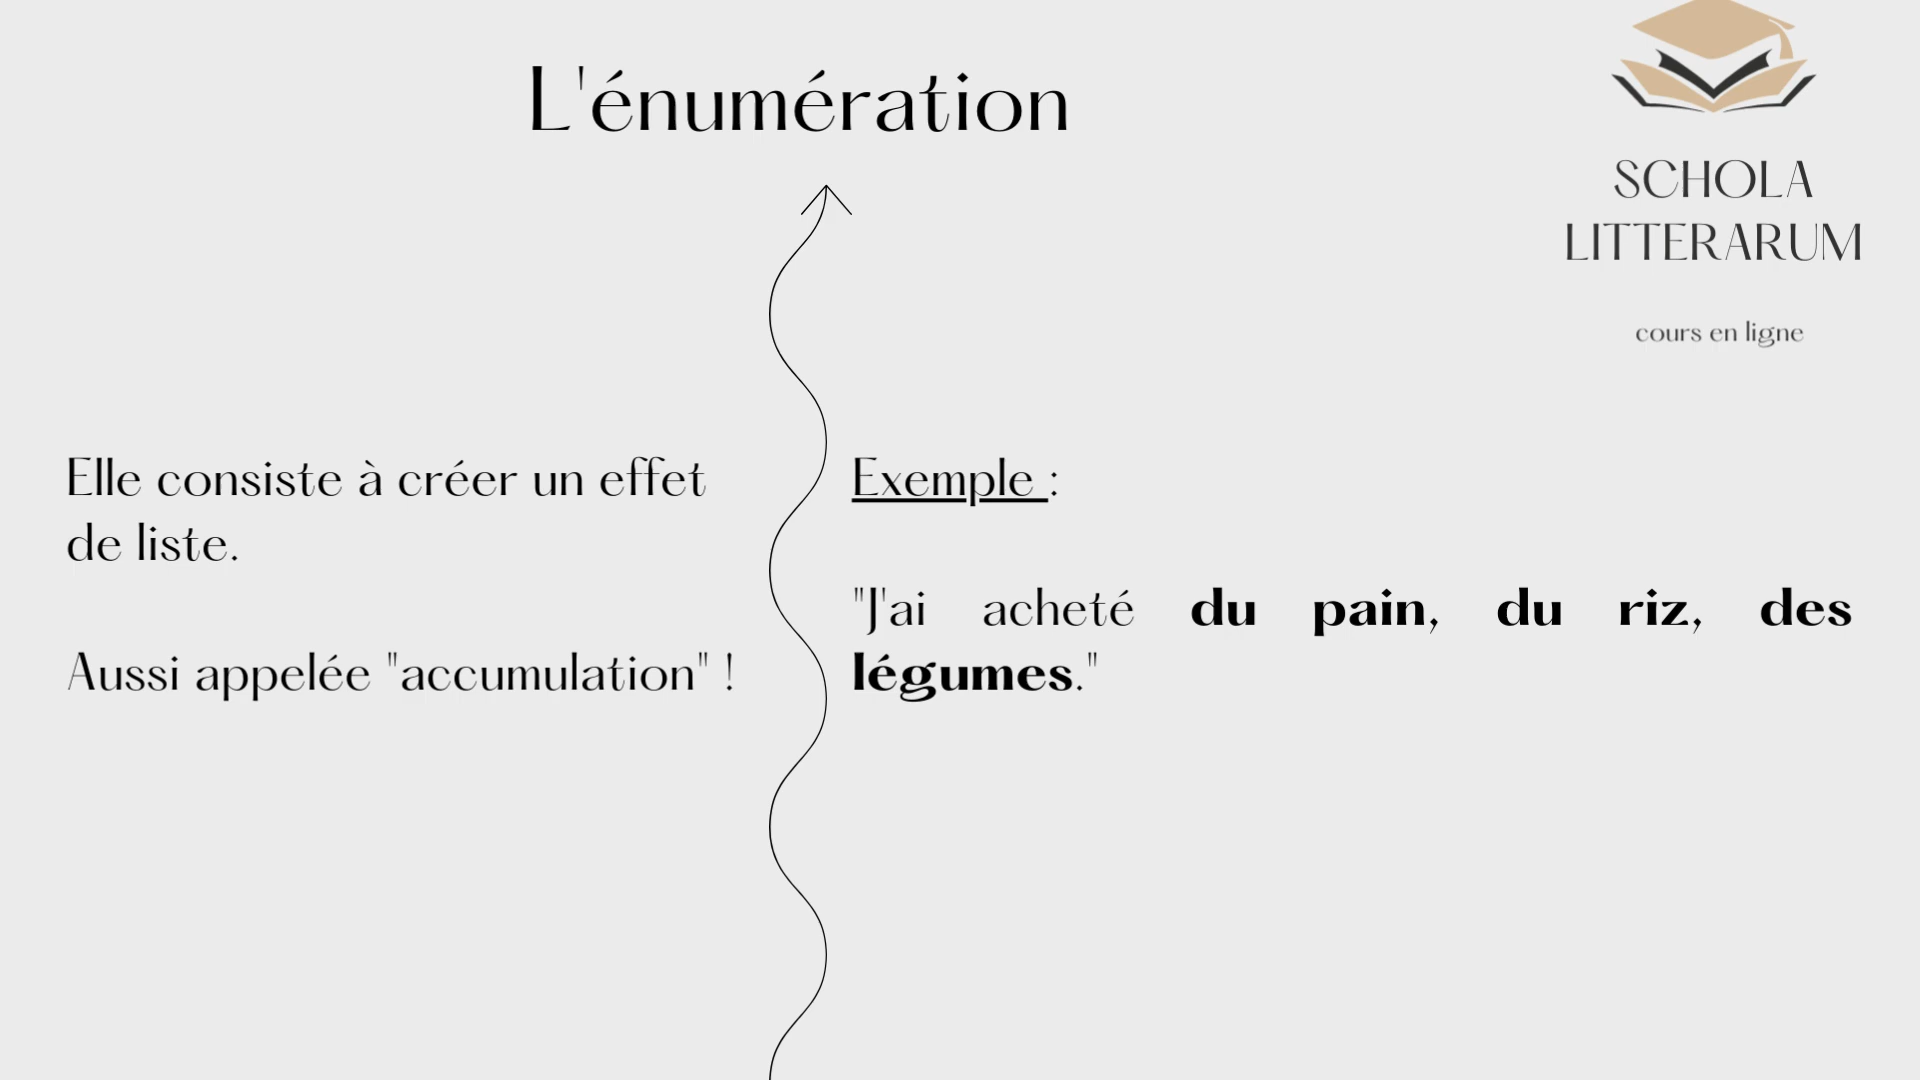 L'énumération
SCHOLA
LITTERARUM
cours en ligne
Elle consiste à créer un effet
de liste.
Aussi appelée "accumulation" !
Exemple :
"J'ai acheté du pain, du riz, des
légumes."